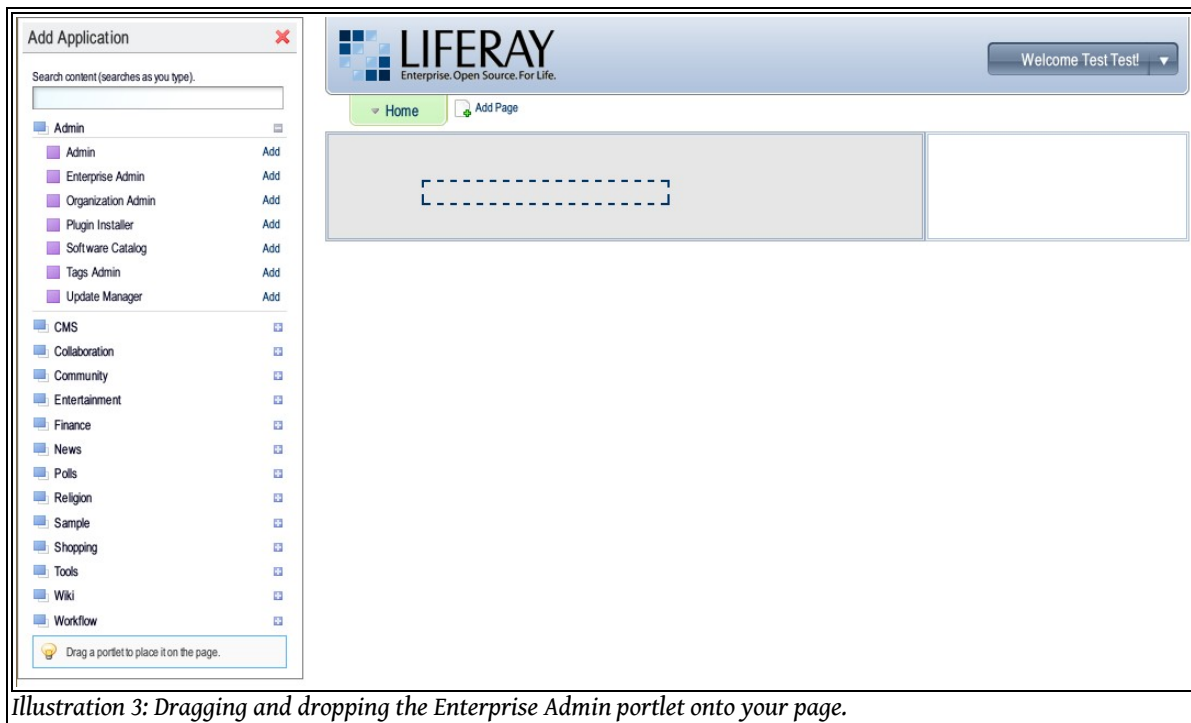 Add Application
Search content (searches as you type).
Admin
Admin Add
Enterprise Admin Add
Organization Admin Add
Plugin Installer Add
Software Catalog Add
Tags Admin Add
Update Manager Add
CMS
Collaboration
Community
Entertainment
Finance
News
Polls
Religion
Sample
Shopping
Tools
Wiki
Workflow
Drag a portlet to place it on the page.
LIFERAY
Enterprise. Open Source. For Life.
Welcome Test Test!
Home
Add Page
Illustration 3: Dragging and dropping the Enterprise Admin portlet onto your page.